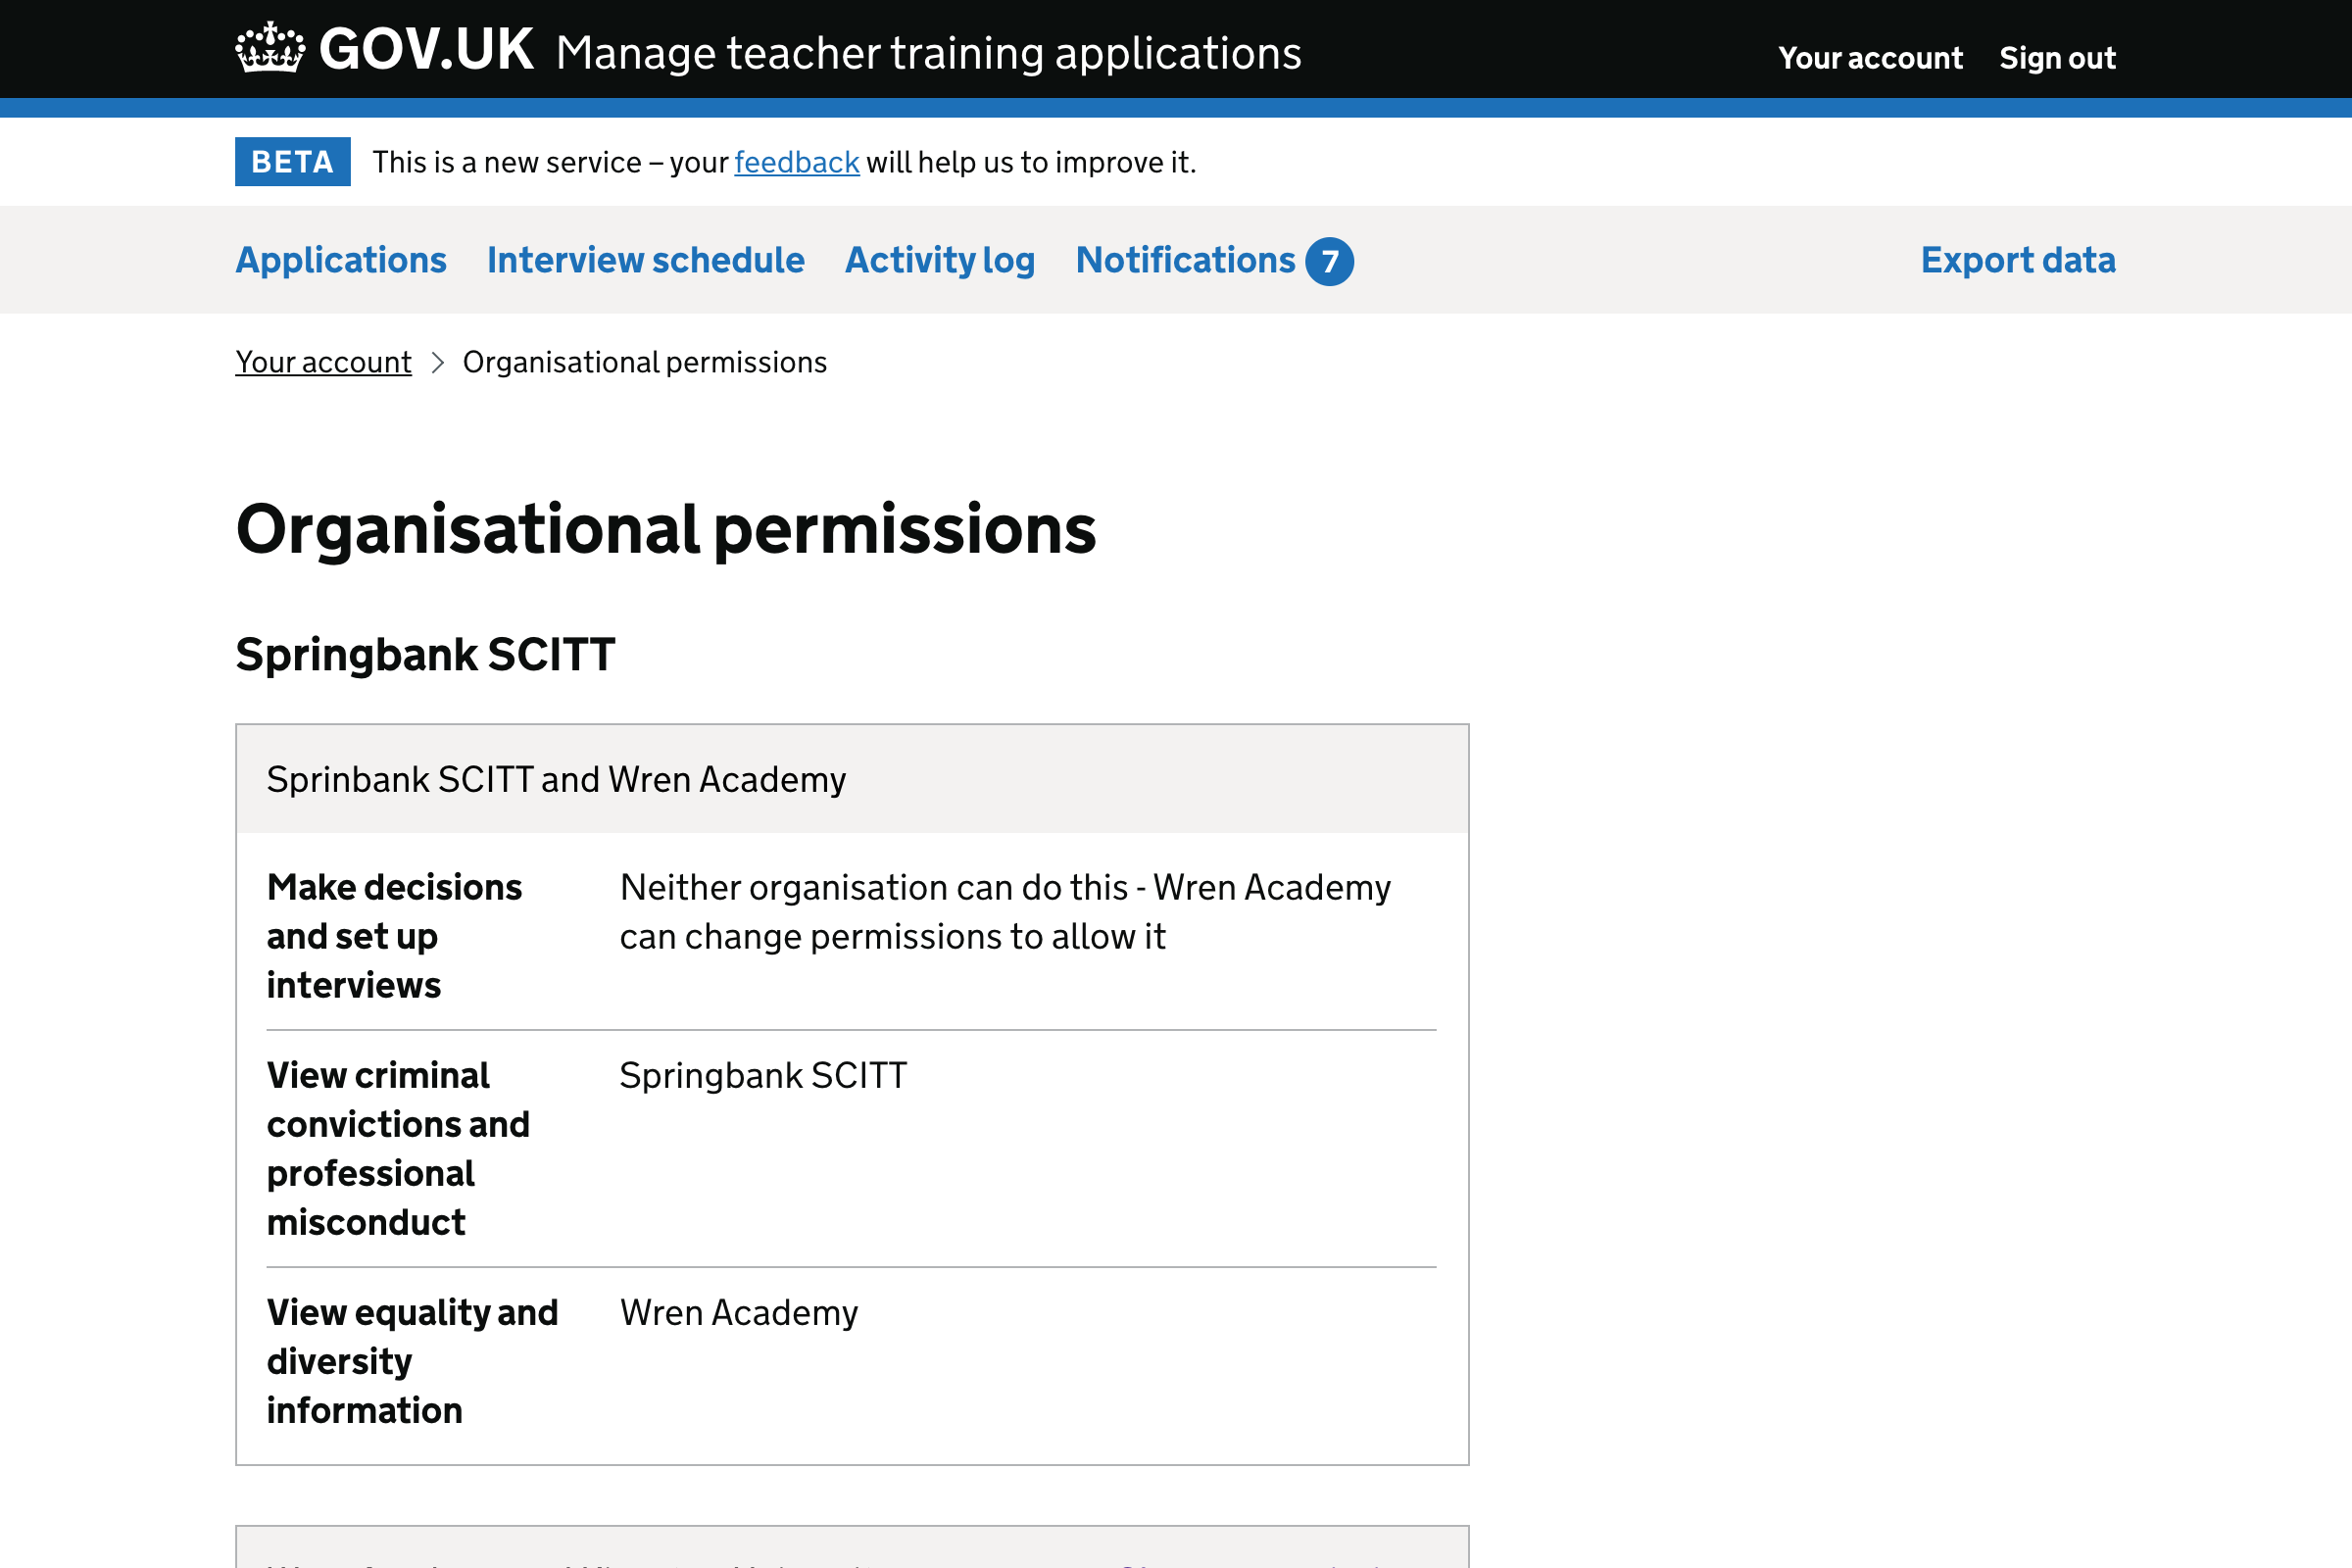 GOV.UK Manage teacher training applications
Your account Sign out
BETA This is a new service – your feedback will help us to improve it.
Applications Interview schedule Activity log Notifications 7 Export data
Your account > Organisational permissions
Organisational permissions
Springbank SCITT
Sprinbank SCITT and Wren Academy
Make decisions
and set up
interviews
Neither organisation can do this - Wren Academy
can change permissions to allow it
View criminal
convictions and
professional
misconduct
Springbank SCITT
View equality and
diversity
information
Wren Academy